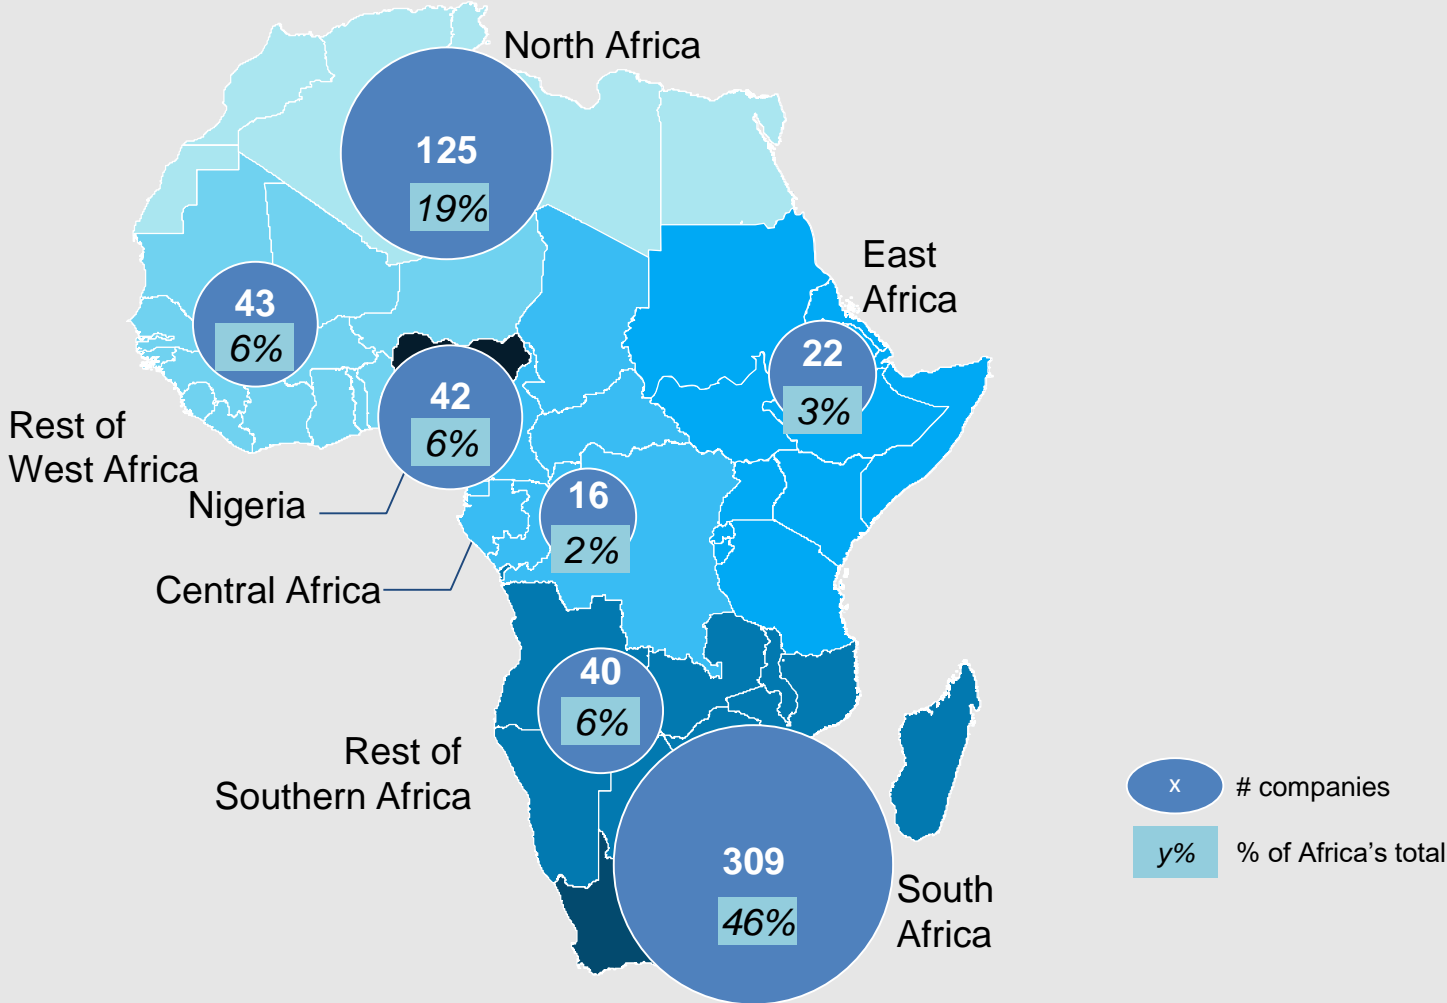 North Africa
125
19%
East
Africa
43
6%
22
3%
42
6%
Rest of
West Africa
Nigeria
16
2%
Central Africa
40
6%
Rest of
Southern Africa
309
46%
South
Africa
x # companies
y% % of Africa's total